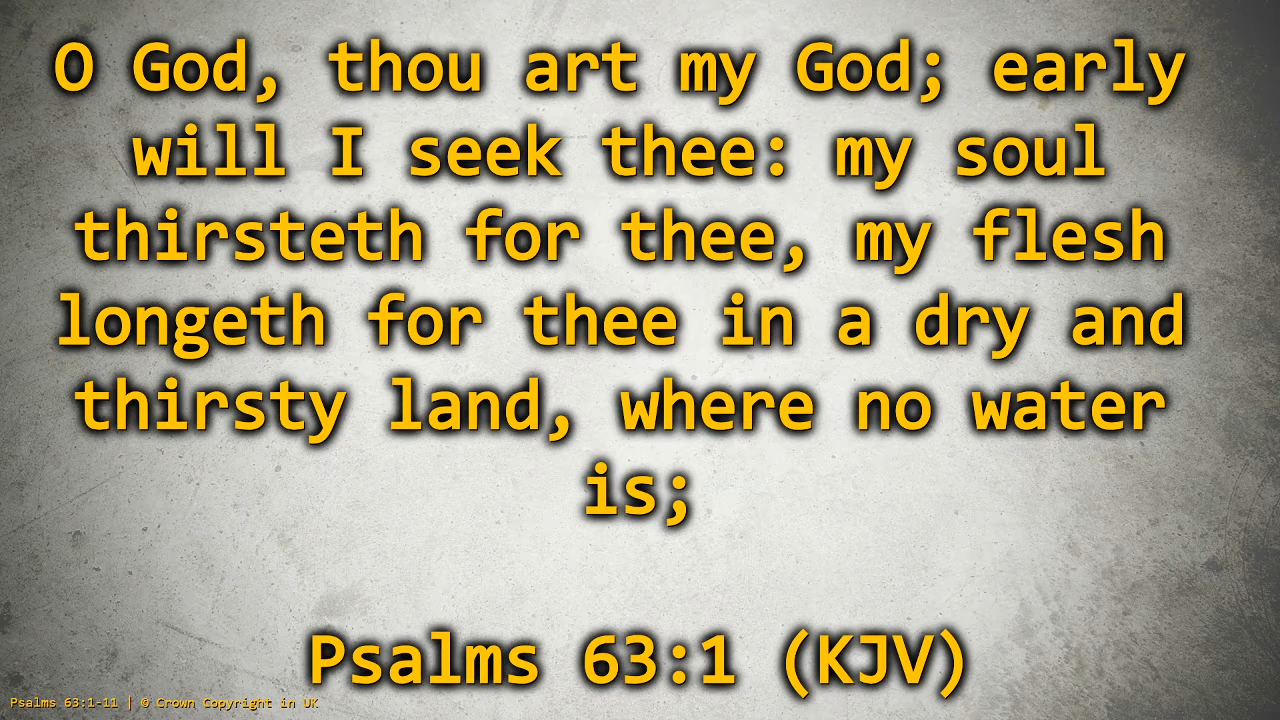 O God, thou art my God; early
will I seek thee: my soul
thirsteth for thee, my flesh
longeth for thee in a dry and
thirsty land, where no water
is;
Psalms 63:1 (KJV)
Psalms 63:1-11 | © Crown Copyright in UK